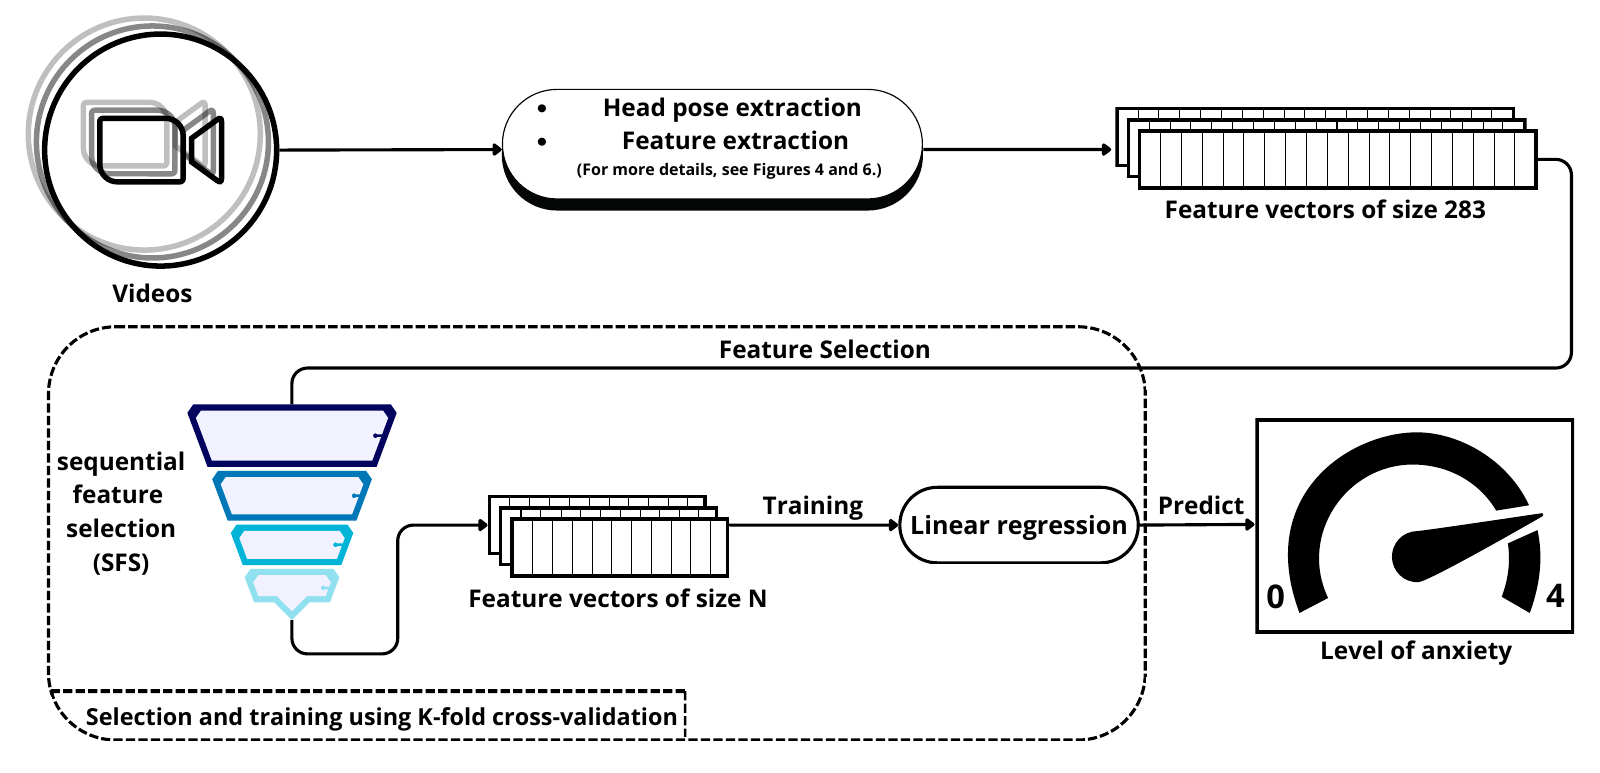 • Head pose extraction
• Feature extraction
(For more details, see Figures 4 and 6.)
Feature vectors of size 283
Videos
Feature Selection
sequential
feature
selection
(SFS)
Training
Linear regression
Predict
Feature vectors of size N
0
4
Level of anxiety
Selection and training using K-fold cross-validation